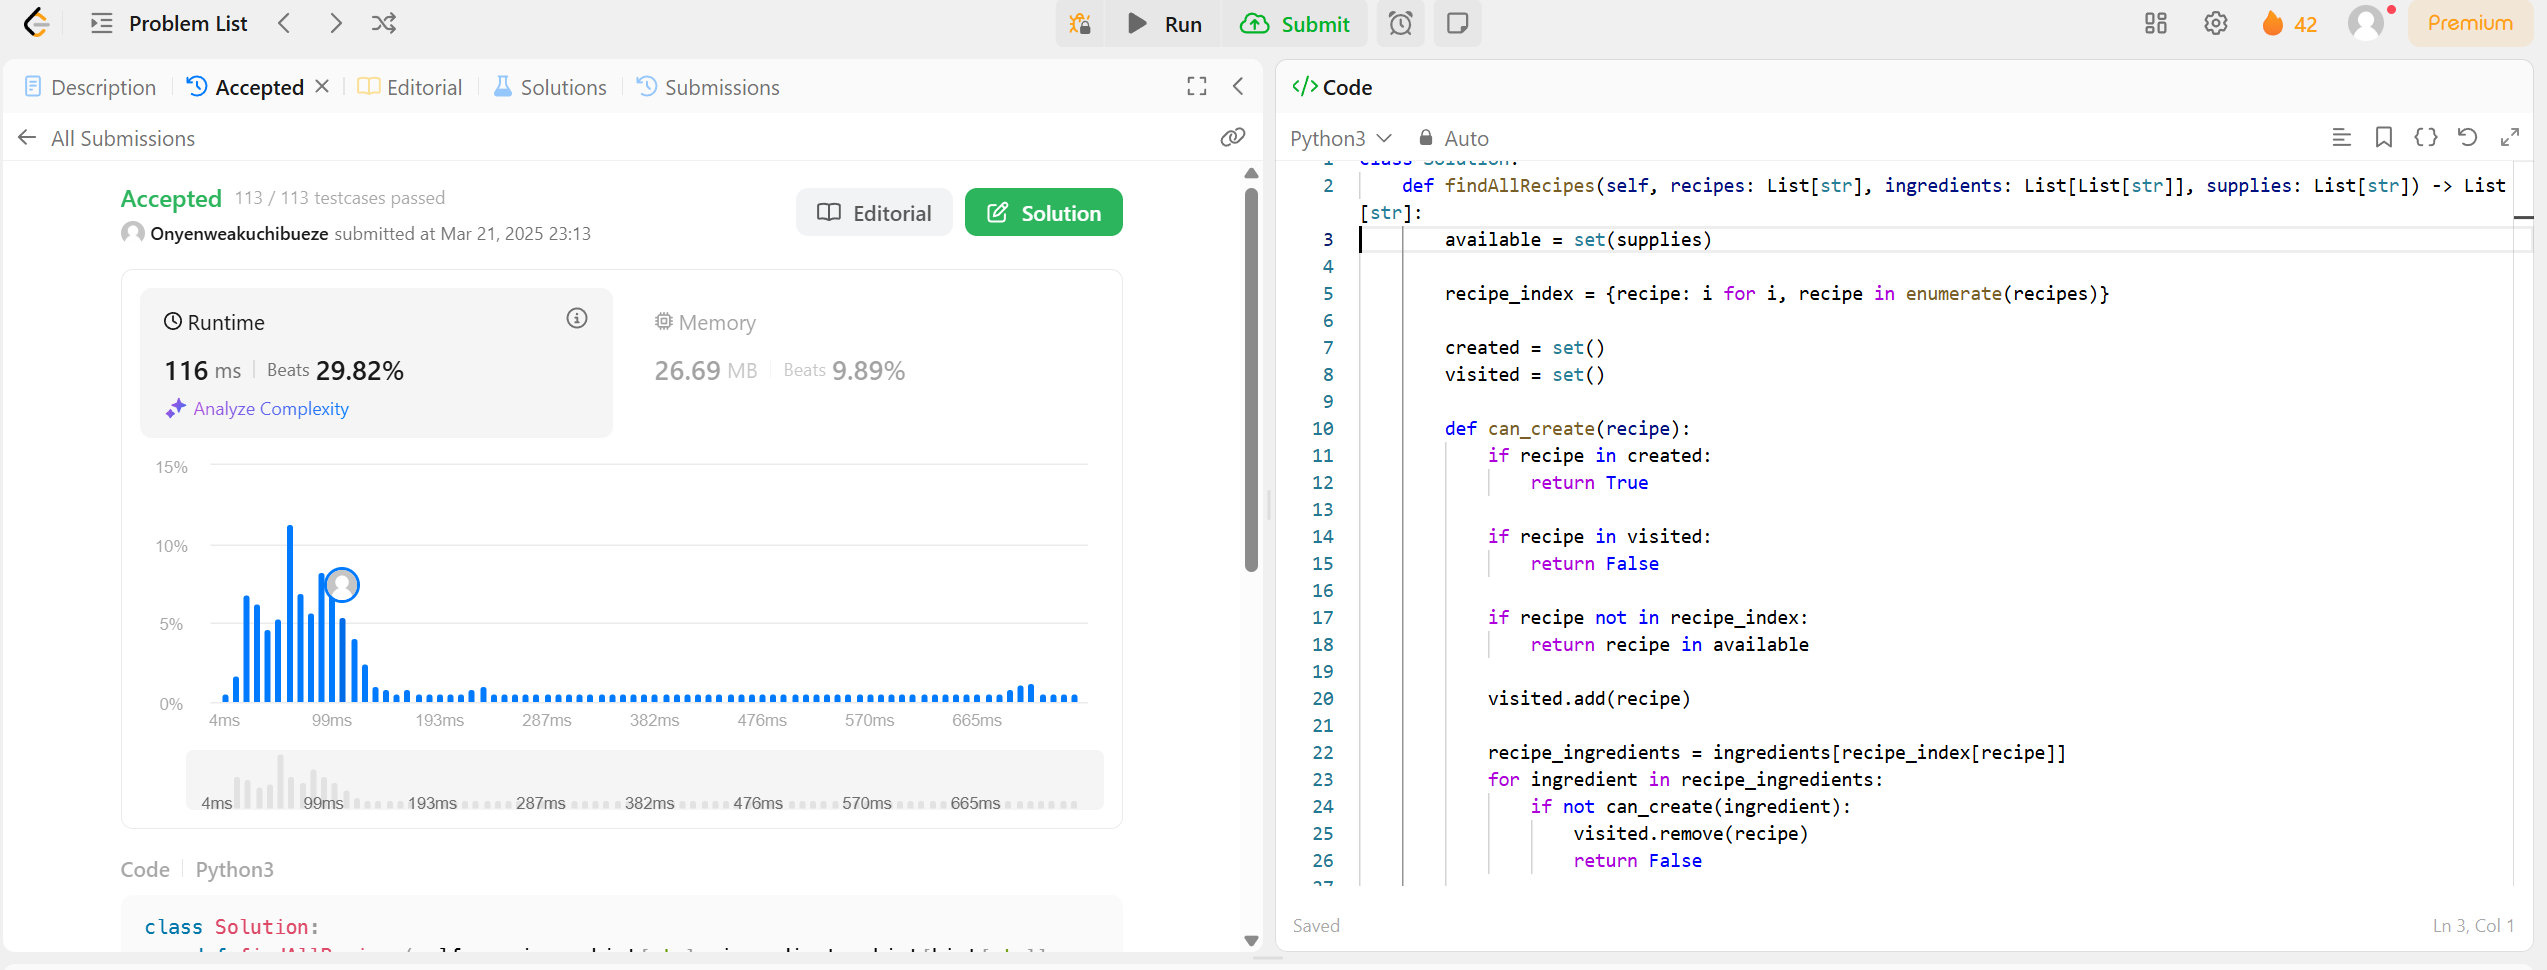 Problem List
Run
Submit
42
Premium
Description
Accepted
Editorial
Solutions
Submissions
All Submissions
Accepted 113 / 113 testcases passed
Onyenweakuchibueze submitted at Mar 21, 2025 23:13
Editorial
Solution
Runtime
116 ms Beats 29.82%
Analyze Complexity
Memory
26.69 MB Beats 9.89%
15%
10%
5%
0%
4ms 99ms 193ms 287ms 382ms 476ms 570ms 665ms
4ms 99ms 193ms 287ms 382ms 476ms 570ms 665ms
Code Python3
class Solution:
</> Code
Python3 Auto
1 class Solution:
2 def findAllRecipes(self, recipes: List[str], ingredients: List[List[str]], supplies: List[str]) -> List
[str]:
3 available = set(supplies)
4
5 recipe_index = {recipe: i for i, recipe in enumerate(recipes)}
6
7 created = set()
8 visited = set()
9
10 def can_create(recipe):
11 if recipe in created:
12 return True
13
14 if recipe in visited:
15 return False
16
17 if recipe not in recipe_index:
18 return recipe in available
19
20 visited.add(recipe)
21
22 recipe_ingredients = ingredients[recipe_index[recipe]]
23 for ingredient in recipe_ingredients:
24 if not can_create(ingredient):
25 visited.remove(recipe)
26 return False
27
Saved
Ln 3, Col 1